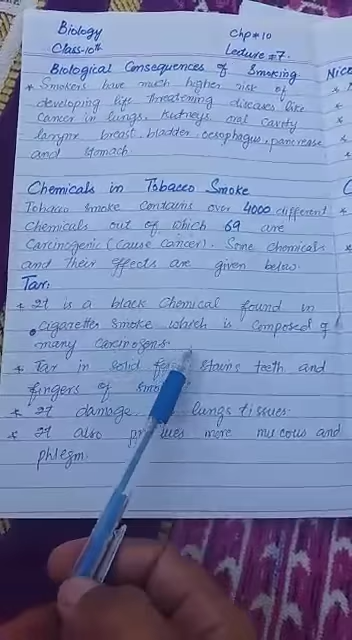 Biology
Chp # 10
Class-10th
Lecture #7.
Biological Consequences of Smoking
* Smokers have much higher risk of
developing life threatening diseases like
Cancer in lungs, Kidneys, oral cavity
larynx breast, bladder, oesophagus, pancrease
and stomach.
Chemicals in Tobacco Smoke
Tobacco smoke contains over 4000 different
chemicals out of which 69 are
Carcinogenic (cause cancer). Some chemicals
and their effects are given below.
Tar:
* It is a black chemical found in
cigarettes smoke which is composed of
many carcinogens.
* Tar in solid stains teeth and
fingers of
* It damage lungs tissues.
* It also more mucous and
phlegm.